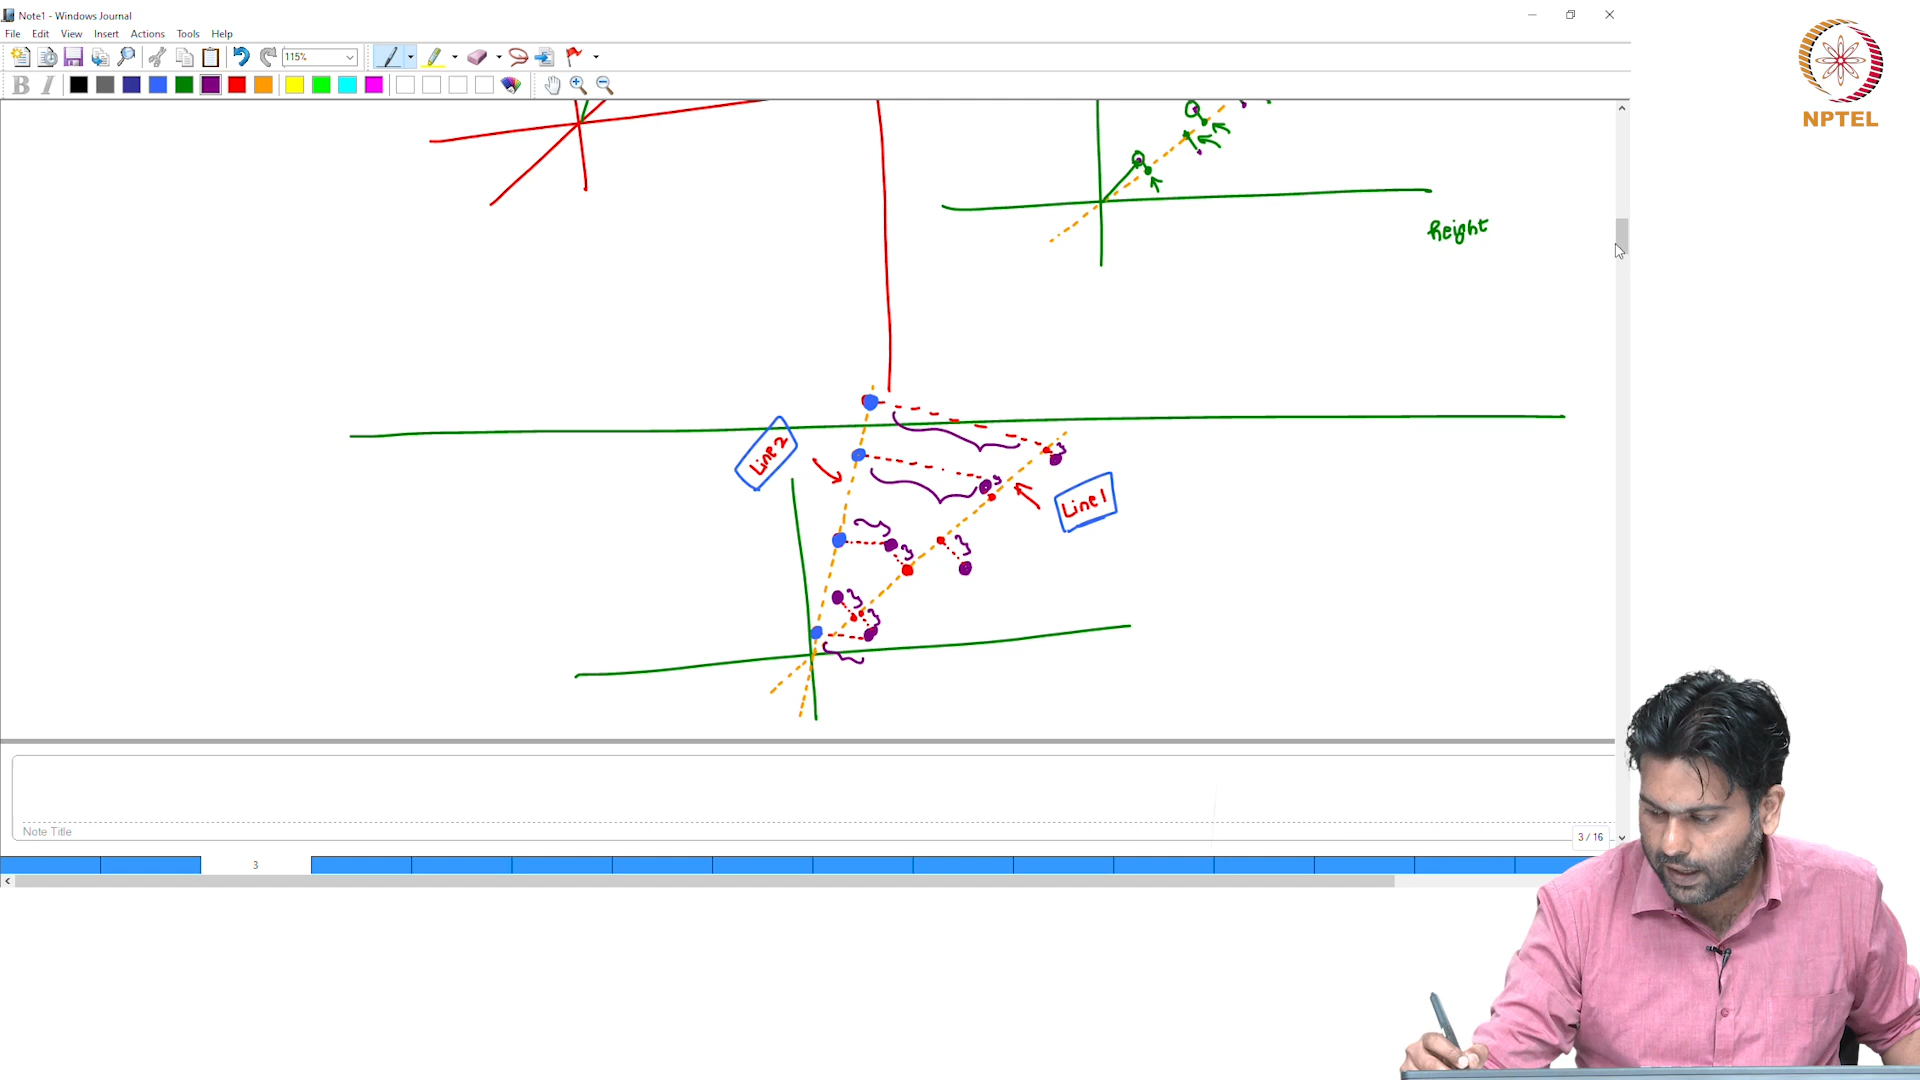 Note1 - Windows Journal
File Edit View Insert Actions Tools Help
115%
B I
NPTEL
height
Line 2
Line 1
Note Title
3 / 16
3